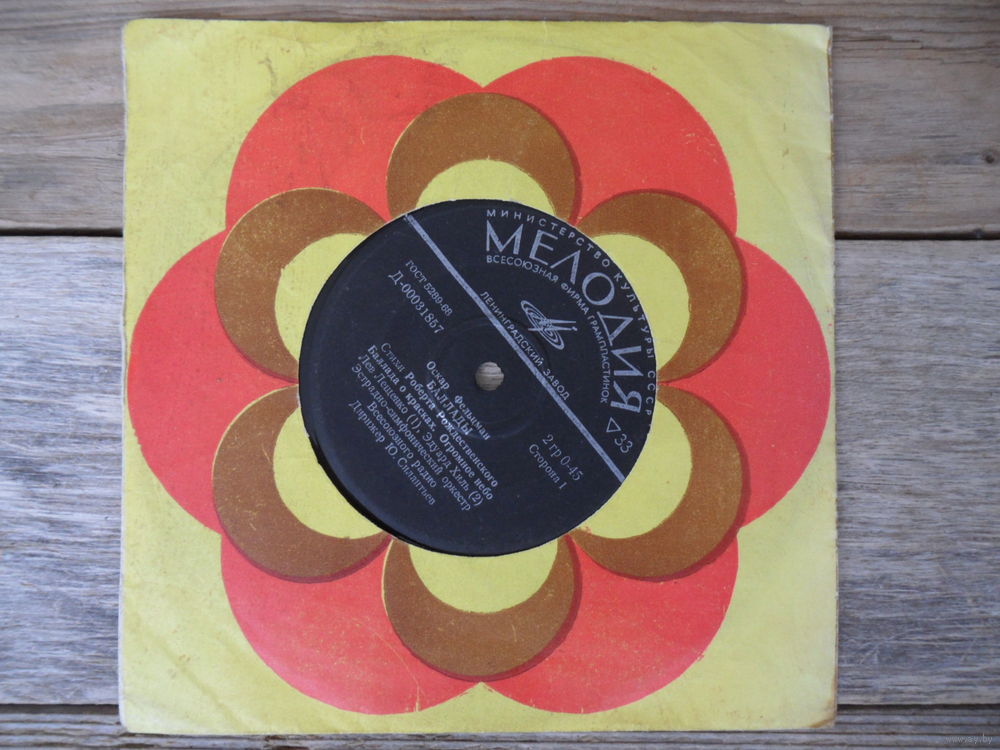 МИНИСТЕРСТВО КУЛЬТУРЫ СССР
МЕЛОДИЯ
ВСЕСОЮЗНАЯ ФИРМА ГРАМПЛАСТИНОК
ЛЕНИНГРАДСКИЙ ЗАВОД
33
ГОСТ 5289-68
Д-00031857
2 гр 0-45
Сторона 1
Оскар Фельцман
БАЛЛАДЫ
Стихи Роберта Рождественского
Баллада о красках. Огромное небо
Лев Лещенко (1), Эдуард Хиль (2)
Эстрадно-симфонический оркестр
Всесоюзного радио
Дирижер Ю. Силантьев